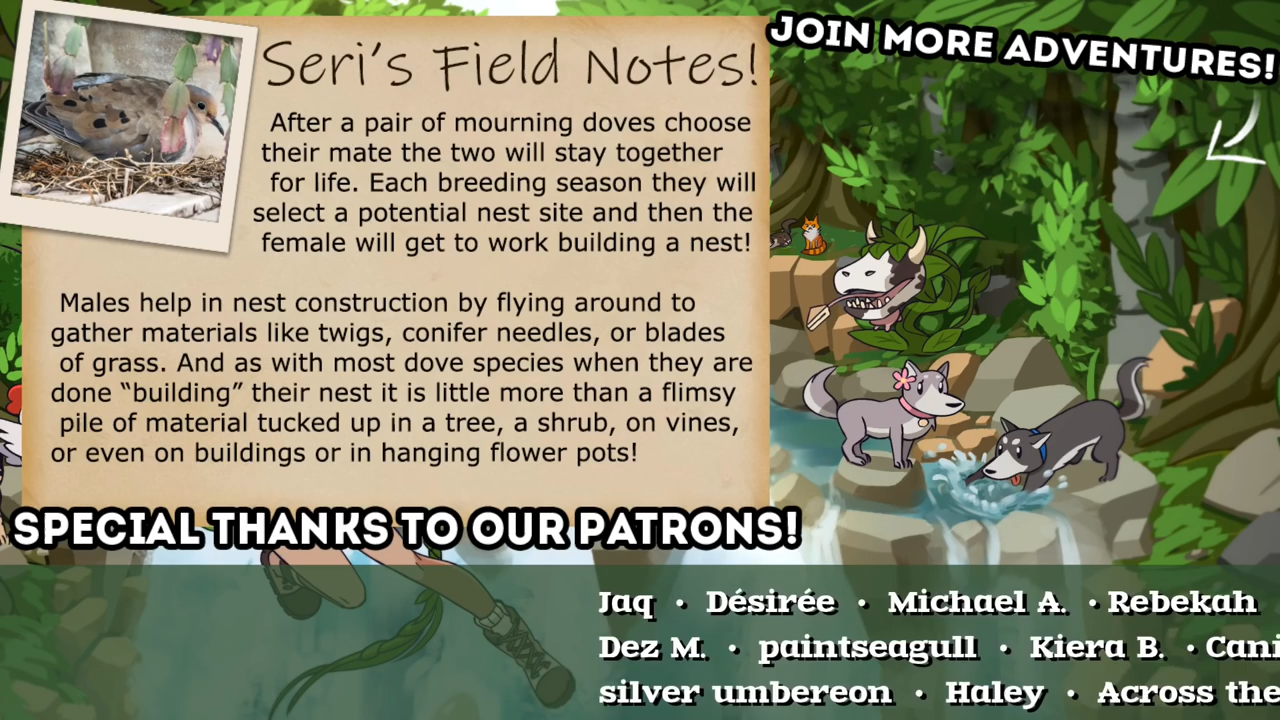 Seri's Field Notes!
After a pair of mourning doves choose
their mate the two will stay together
for life. Each breeding season they will
select a potential nest site and then the
female will get to work building a nest!
Males help in nest construction by flying around to
gather materials like twigs, conifer needles, or blades
of grass. And as with most dove species when they are
done “building” their nest it is little more than a flimsy
pile of material tucked up in a tree, a shrub, on vines,
or even on buildings or in hanging flower pots!
JOIN MORE ADVENTURES!
SPECIAL THANKS TO OUR PATRONS!
Jaq • Désirée • Michael A. • Rebekah
Dez M. • paintseagull • Kiera B. • Cani
silver umbereon • Haley • Across the